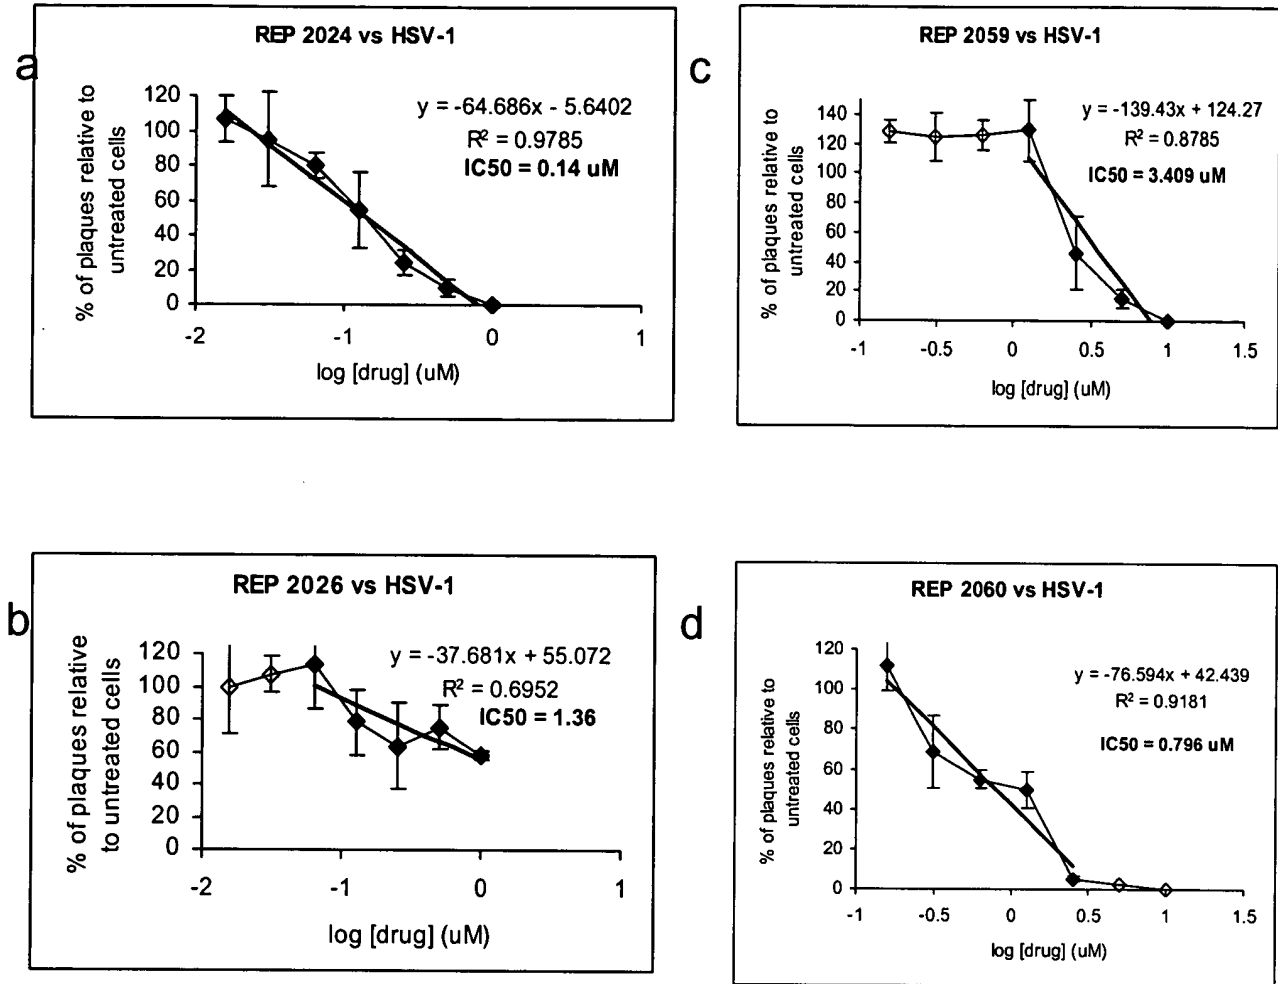 a
REP 2024 vs HSV-1
% of plaques relative to
untreated cells
y = -64.686x - 5.6402
R² = 0.9785
IC50 = 0.14 uM
120
100
80
60
40
20
0
-2
-1
0
1
log [drug] (uM)
c
REP 2059 vs HSV-1
% of plaques relative to
untreated cells
y = -139.43x + 124.27
R² = 0.8785
IC50 = 3.409 uM
140
120
100
80
60
40
20
0
-1
-0.5
0
0.5
1
1.5
log [drug] (uM)
b
REP 2026 vs HSV-1
% of plaques relative
to untreated cells
y = -37.681x + 55.072
R² = 0.6952
IC50 = 1.36
120
100
80
60
40
20
0
-2
-1
0
1
log [drug] (uM)
d
REP 2060 vs HSV-1
% of plaques relative to
untreated cells
y = -76.594x + 42.439
R² = 0.9181
IC50 = 0.796 uM
120
100
80
60
40
20
0
-1
-0.5
0
0.5
1
1.5
log [drug] (uM)